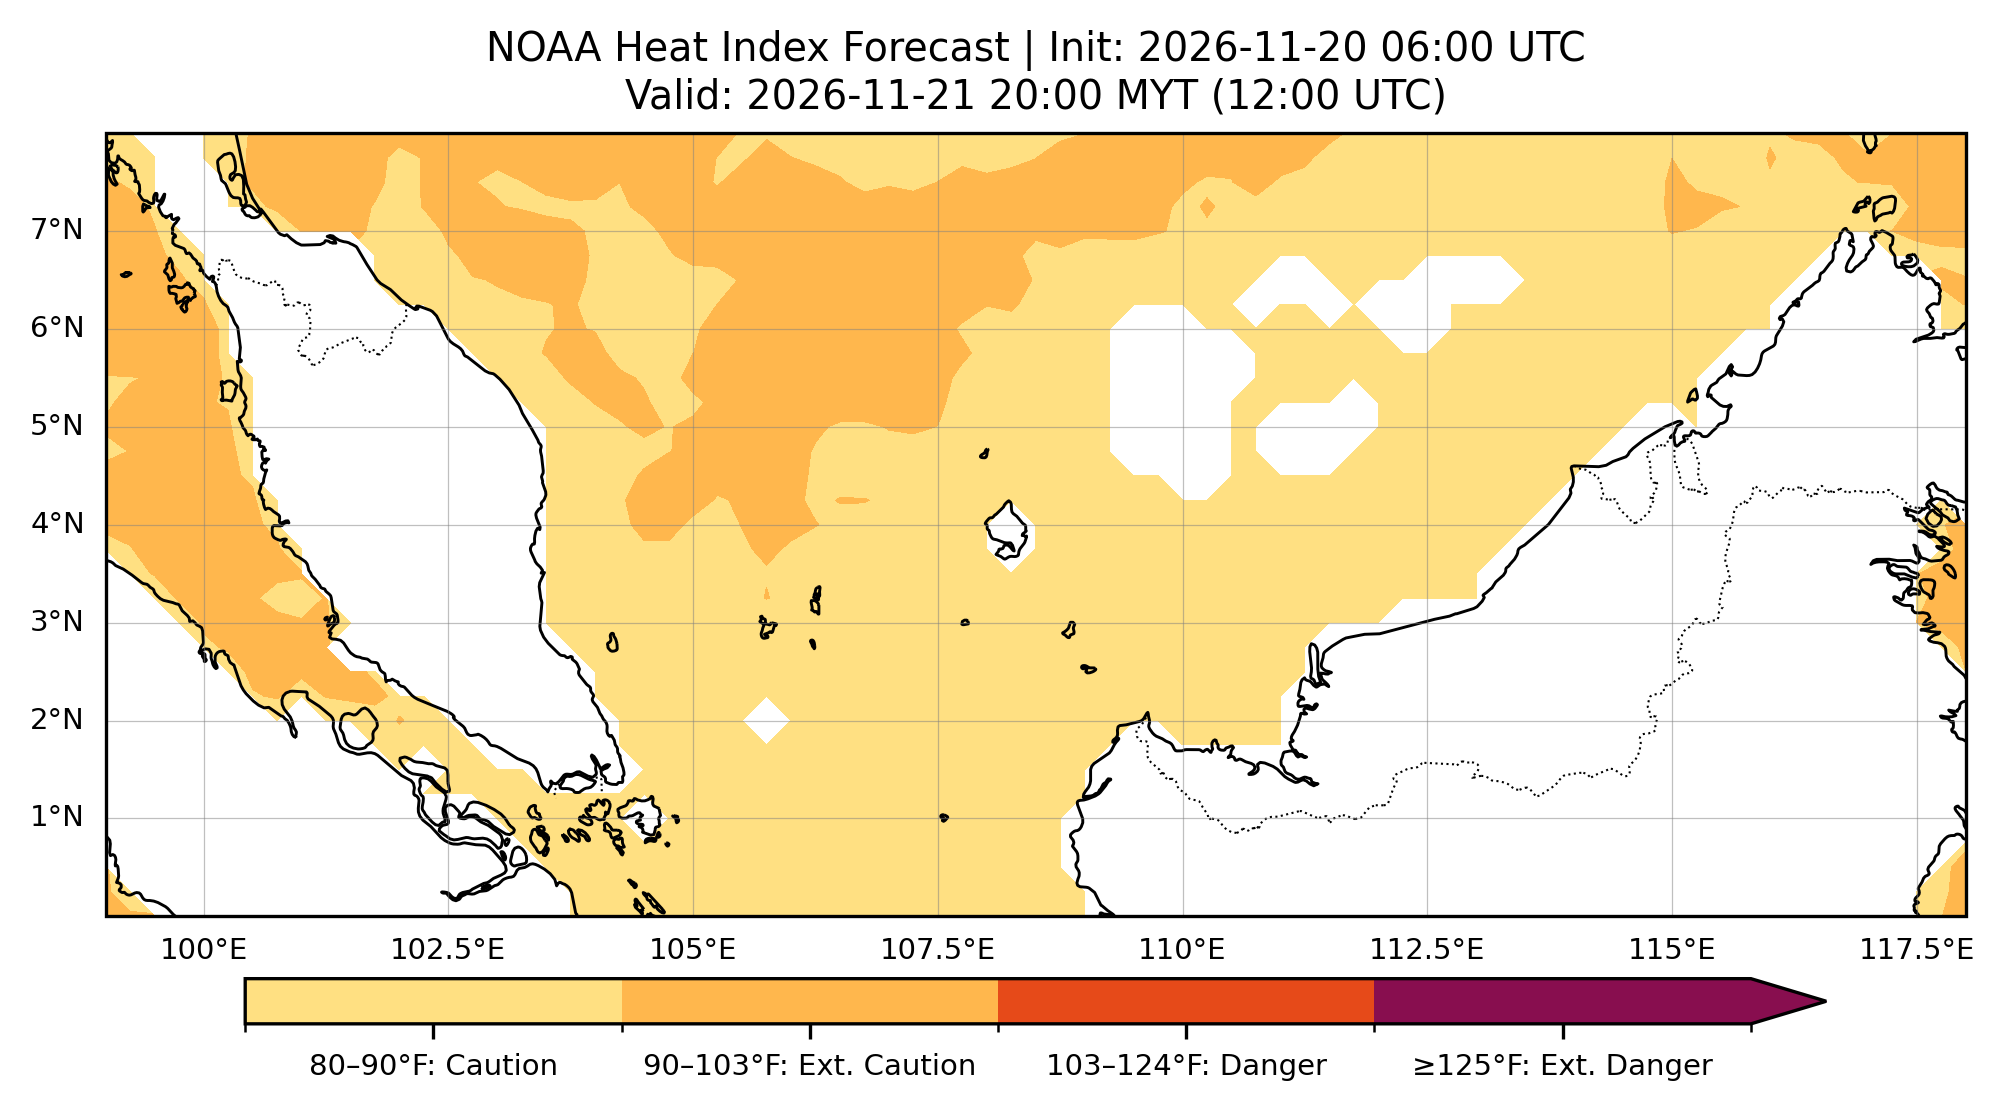 NOAA Heat Index Forecast | Init: 2026-11-20 06:00 UTC
Valid: 2026-11-21 20:00 MYT (12:00 UTC)
7°N
6°N
5°N
4°N
3°N
2°N
1°N
100°E 102.5°E 105°E 107.5°E 110°E 112.5°E 115°E 117.5°E
80–90°F: Caution 90–103°F: Ext. Caution 103–124°F: Danger ≥125°F: Ext. Danger